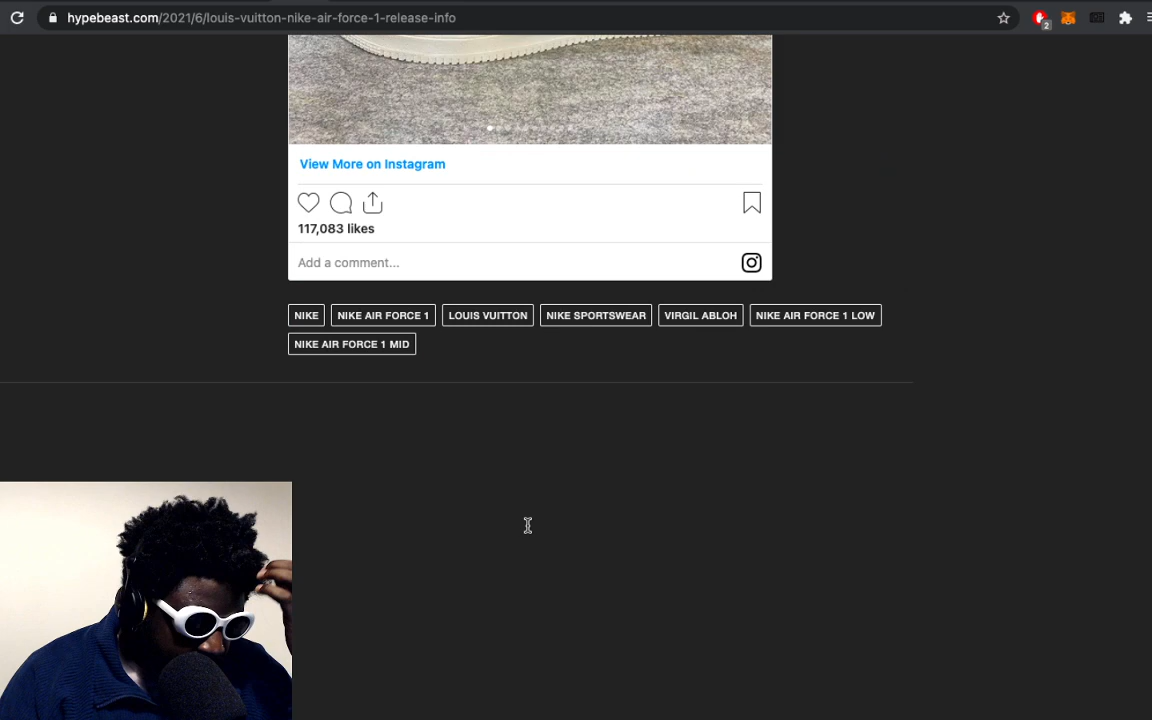 hypebeast.com/2021/6/louis-vuitton-nike-air-force-1-release-info
2
View More on Instagram
117,083 likes
Add a comment...
NIKE NIKE AIR FORCE 1 LOUIS VUITTON NIKE SPORTSWEAR VIRGIL ABLOH NIKE AIR FORCE 1 LOW
NIKE AIR FORCE 1 MID